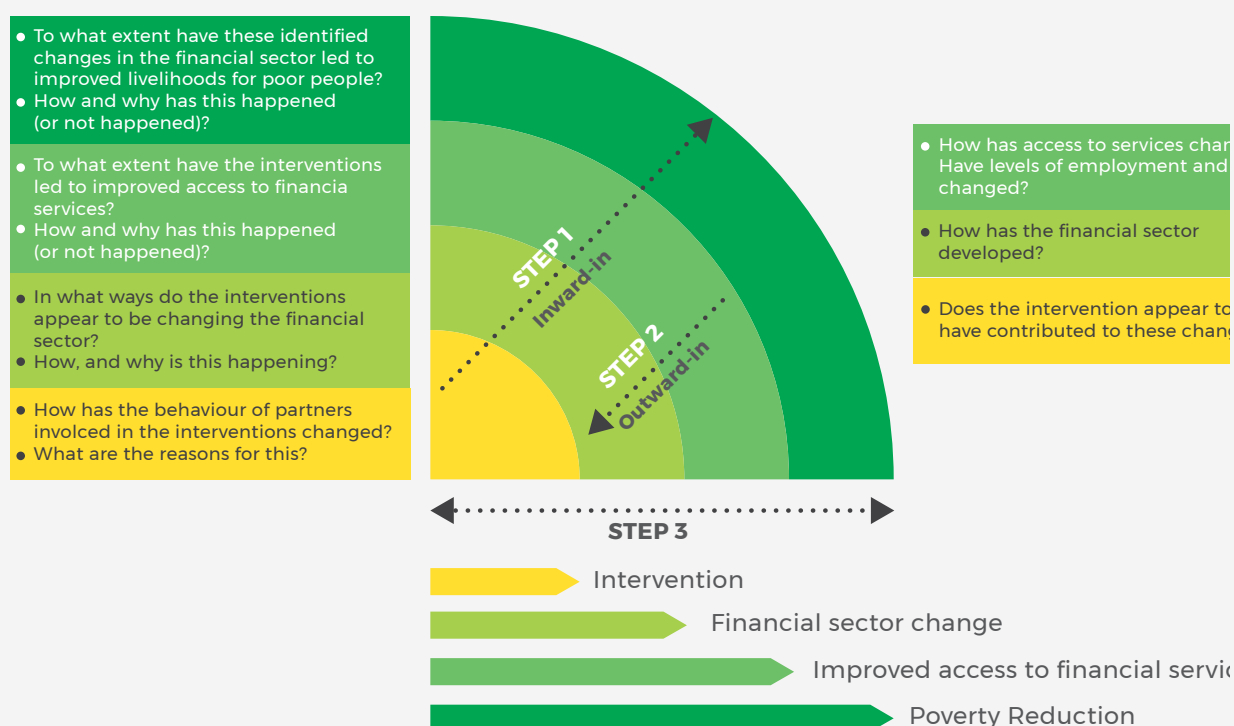 ● To what extent have these identified
changes in the financial sector led to
improved livelihoods for poor people?
● How and why has this happened
(or not happened)?
● To what extent have the interventions
led to improved access to financia
services?
● How and why has this happened
(or not happened)?
● In what ways do the interventions
appear to be changing the financial
sector?
● How, and why is this happening?
● How has the behaviour of partners
involced in the interventions changed?
● What are the reasons for this?
STEP 1
Inward-in
STEP 2
Outward-in
● How has access to services
Have levels of employment and
changed?
● How has the financial sector
developed?
● Does the intervention appear to
have contributed to these
STEP 3
Intervention
Financial sector change
Improved access to financial
Poverty Reduction